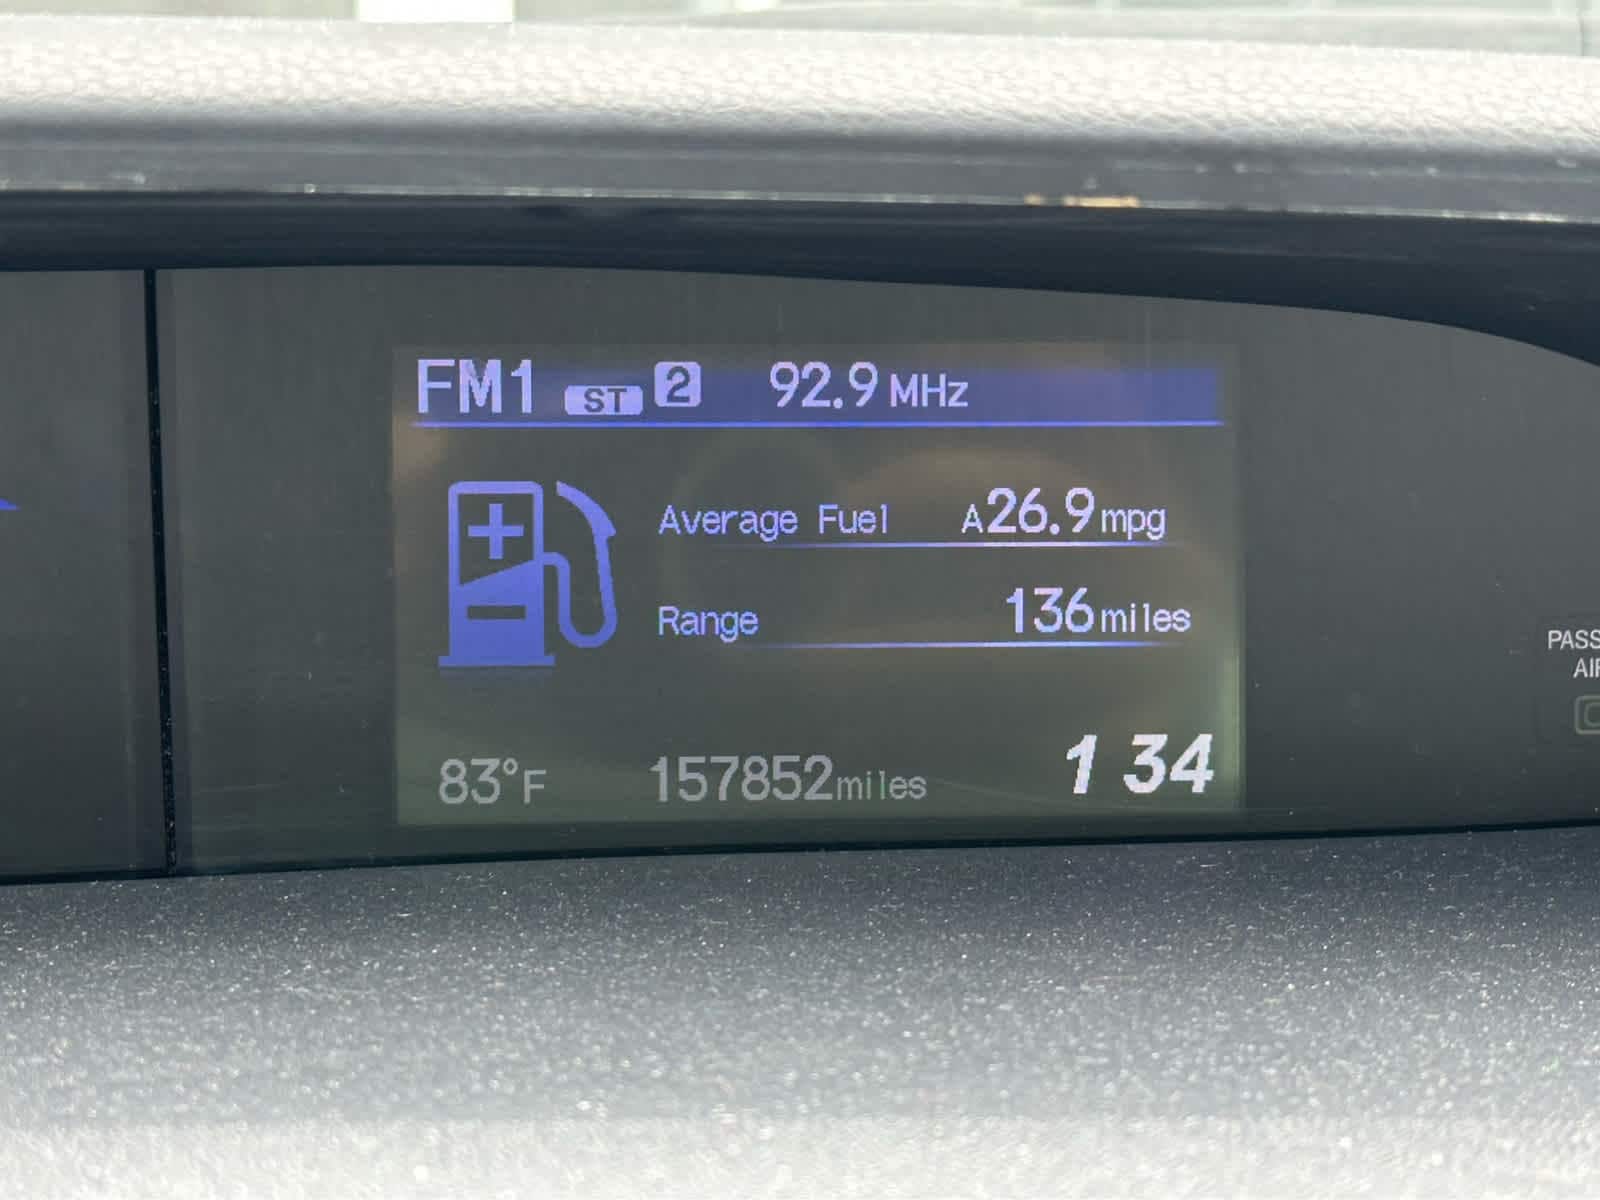 FM1 ST 2 92.9 MHz
Average Fuel A26.9 mpg
Range 136 miles
83°F 157852 miles 1 34
PASS
AIR